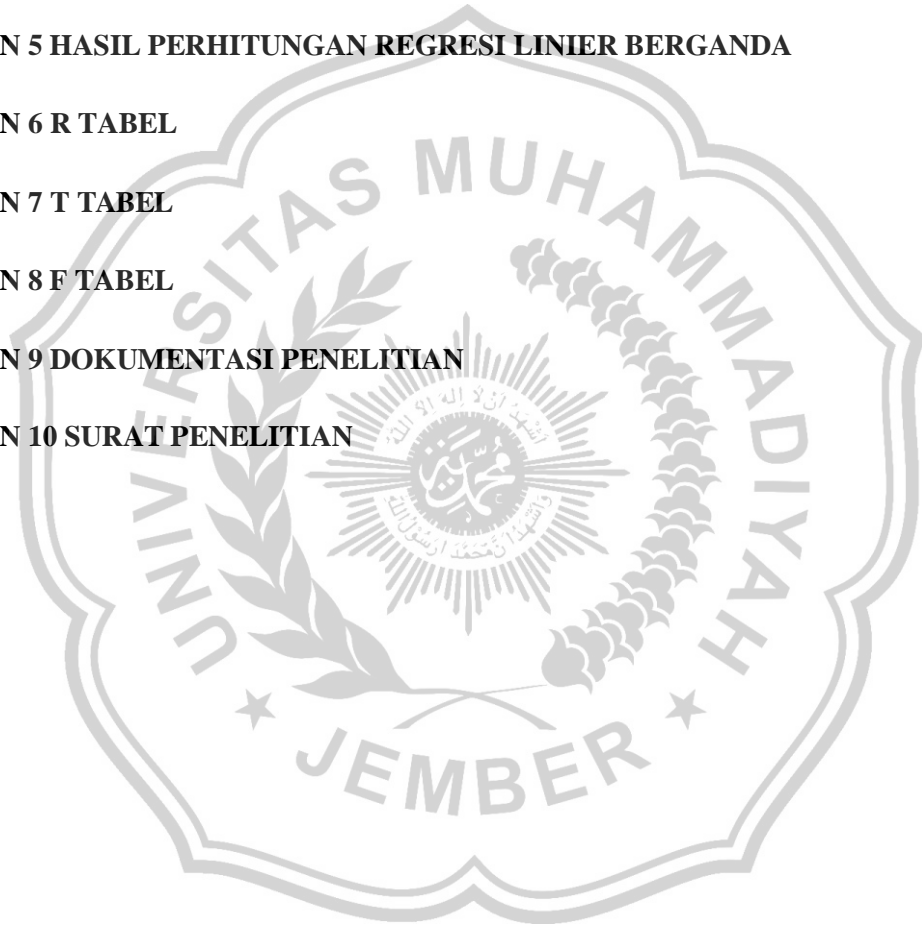 N 5 HASIL PERHITUNGAN REGRESI LINIER BERGANDA
N 6 R TABEL
N 7 T TABEL
N 8 F TABEL
N 9 DOKUMENTASI PENELITIAN
N 10 SURAT PENELITIAN
UNIVERSITAS MUHAMMADIYAH
JEMBER